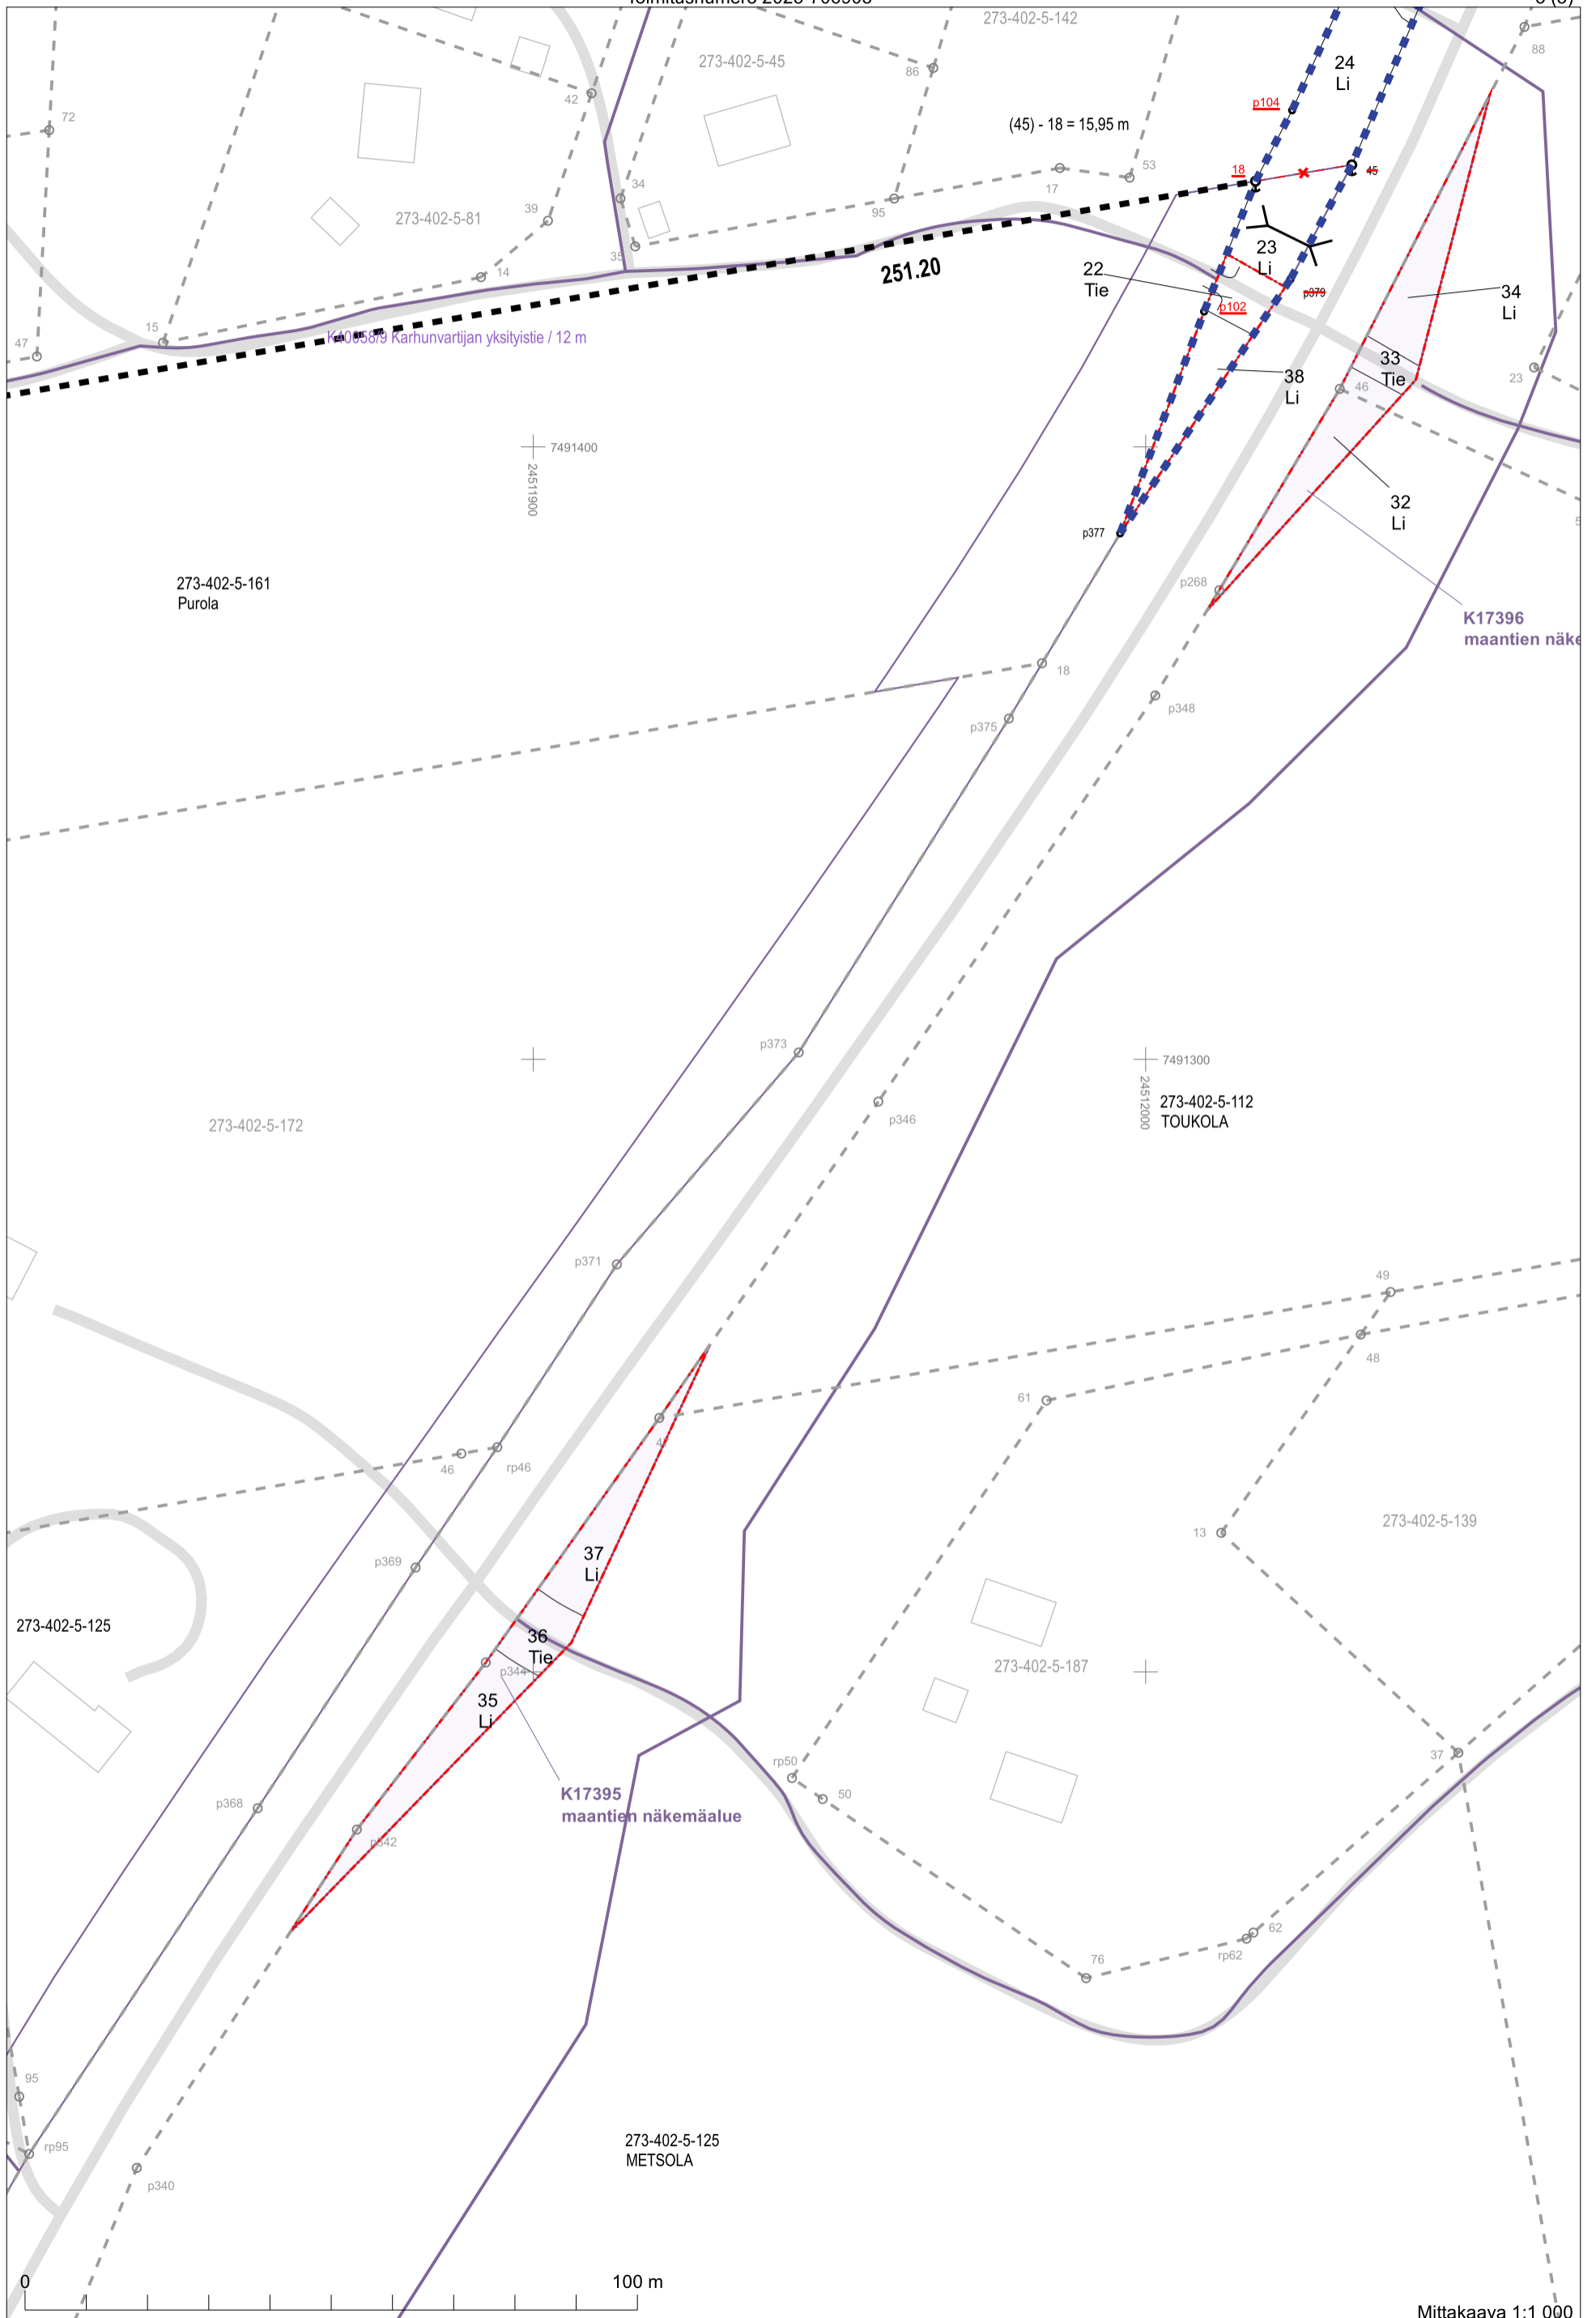 273-402-5-142
88
273-402-5-45
86
24
Li
42
p104
72
(45) - 18 = 15,95 m
53
18
45
17
34
95
39
273-402-5-81
23
Li
35
251.20
22
Tie
14
p379
34
Li
p102
15
K40058/9 Karhunvartijan yksityistie / 12 m
47
33
Tie
38
Li
46
23
7491400
24511900
32
Li
p377
273-402-5-161
Purola
p268
K17396
maantien näke
18
p348
p375
p373
7491300
24512000
273-402-5-112
TOUKOLA
p346
273-402-5-172
p371
49
48
61
46
rp46
273-402-5-139
13
37
Li
p369
273-402-5-125
36
Tie
p344
273-402-5-187
35
Li
37
rp50
50
K17395
maantien näkemäalue
p368
p342
62
rp62
76
95
rp95
273-402-5-125
METSOLA
p340
0
100 m
Mittakaava 1:1 000